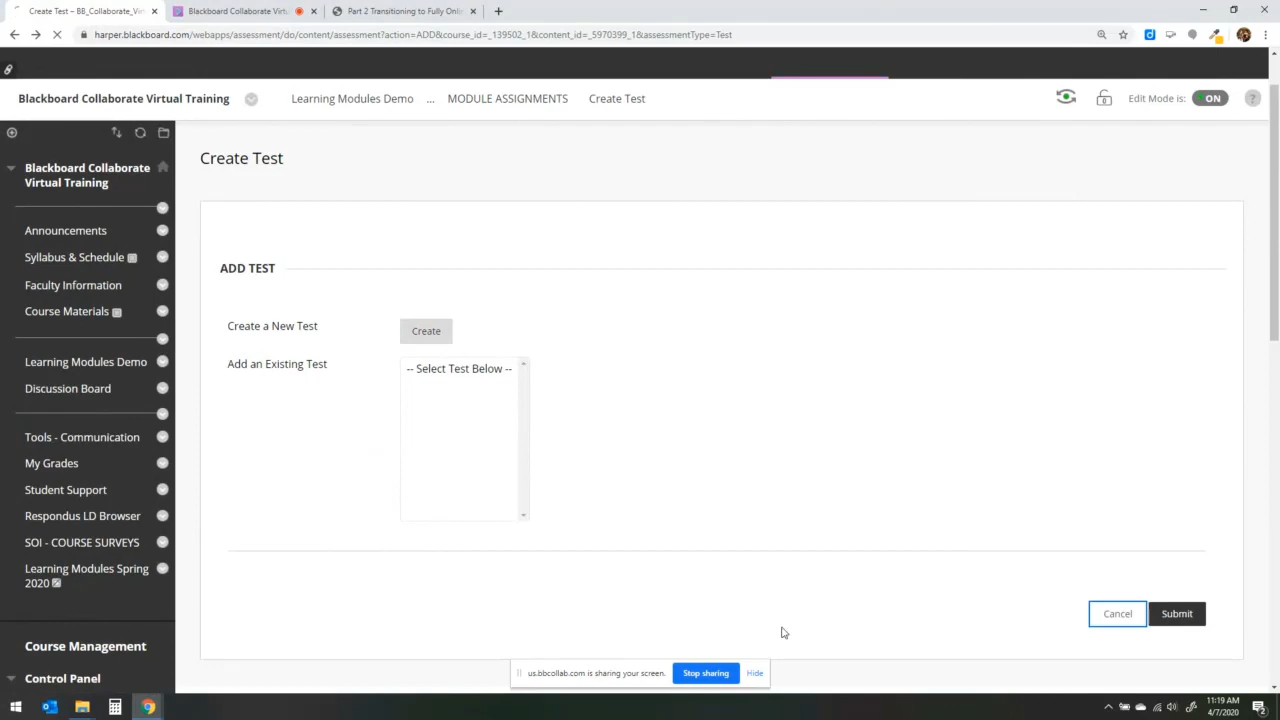 Create Test – BB_Collaborate_Vir
Blackboard Collaborate Virtu
Part 2 Transitioning to Fully Onlin
harper.blackboard.com/webapps/assessment/do/content/assessment?action=ADD&course_id=_139502_1&content_id=_5970399_1&assessmentType=Test
Blackboard Collaborate Virtual Training
Learning Modules Demo ... MODULE ASSIGNMENTS Create Test
Edit Mode is: ON ?
Blackboard Collaborate
Virtual Training
Announcements
Syllabus & Schedule
Faculty Information
Course Materials
Learning Modules Demo
Discussion Board
Tools - Communication
My Grades
Student Support
Respondus LD Browser
SOI - COURSE SURVEYS
Learning Modules Spring
2020
Course Management
Control Panel
Create Test
ADD TEST
Create a New Test
Create
Add an Existing Test
-- Select Test Below --
Cancel
Submit
us.bbcollab.com is sharing your screen.
Stop sharing
Hide
11:19 AM
4/7/2020
2